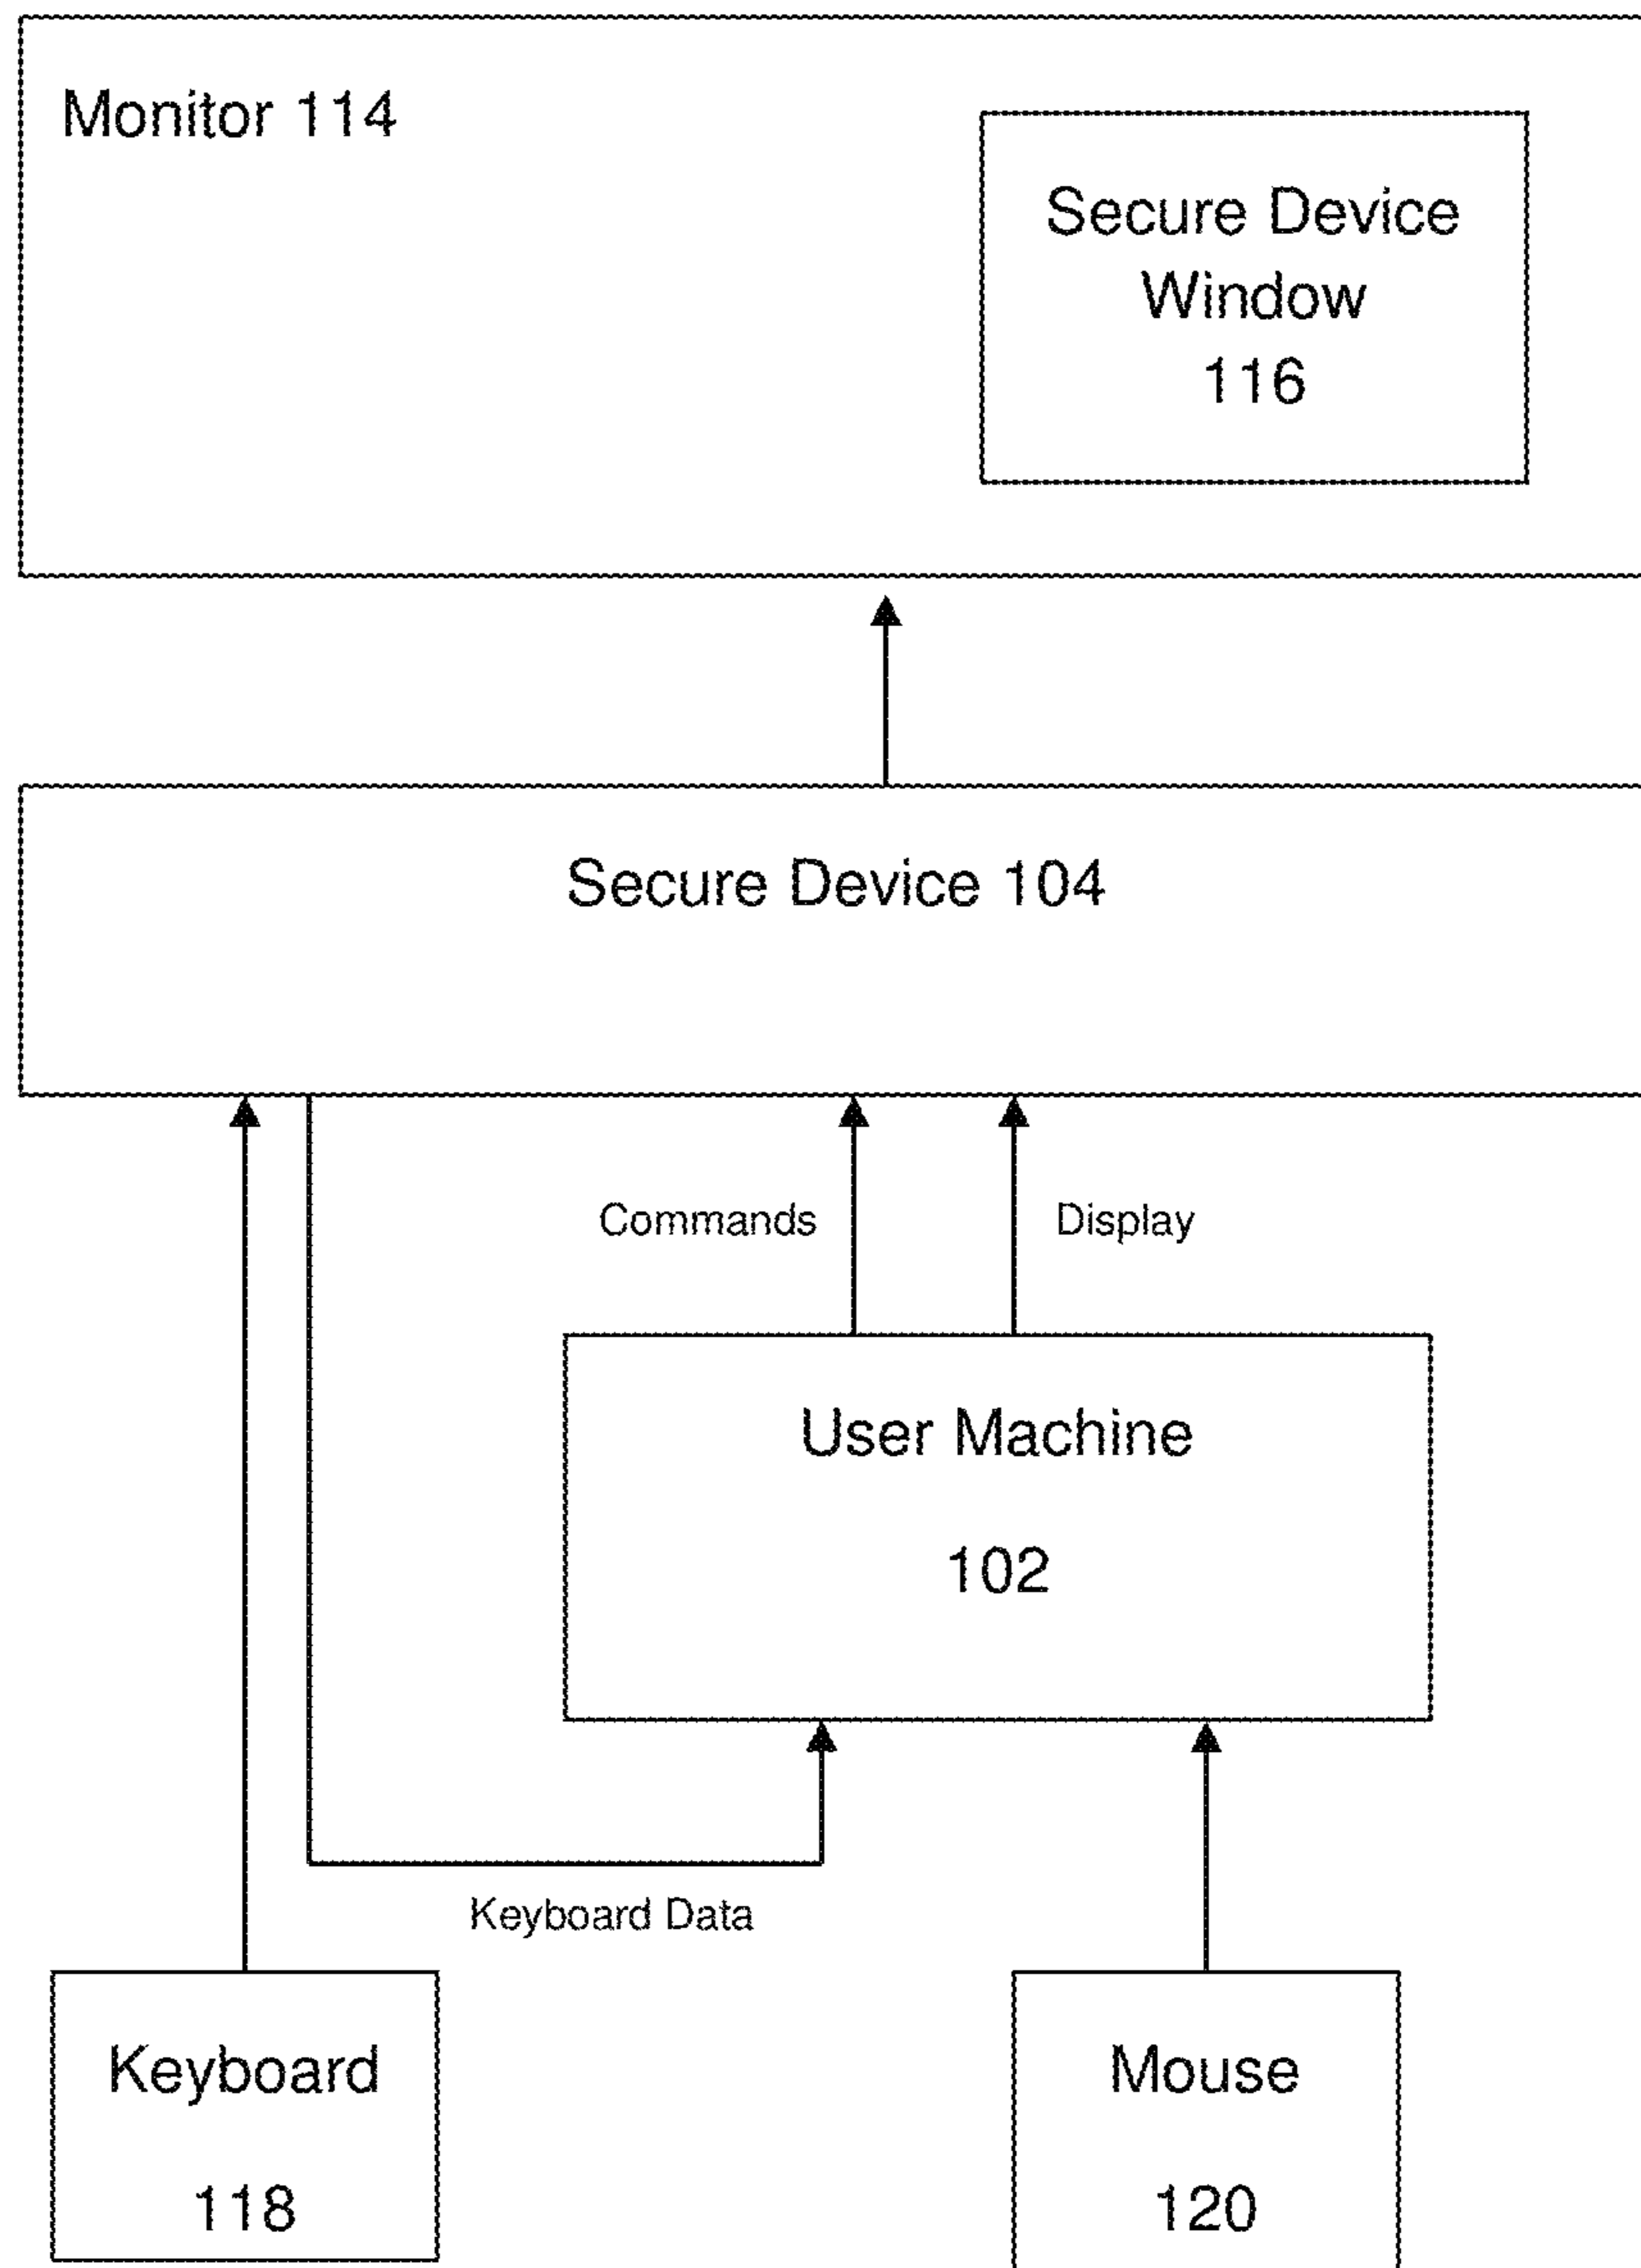 Monitor 114
Secure Device
Window
116
Secure Device 104
Commands
Display
User Machine
102
Keyboard Data
Keyboard
118
Mouse
120